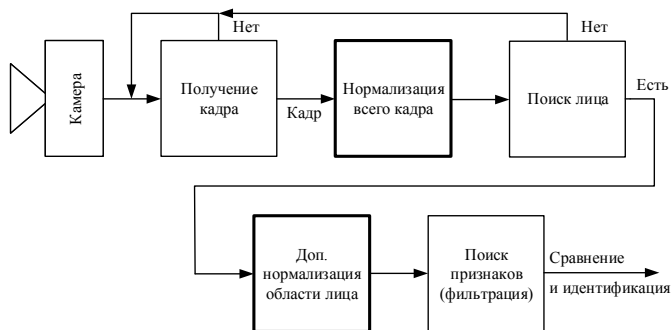 Нет
Нет
Камера
Получение
кадра
Кадр
Нормализация
всего кадра
Поиск лица
Есть
Доп.
нормализация
области лица
Поиск
признаков
(фильтрация)
Сравнение
и идентификация